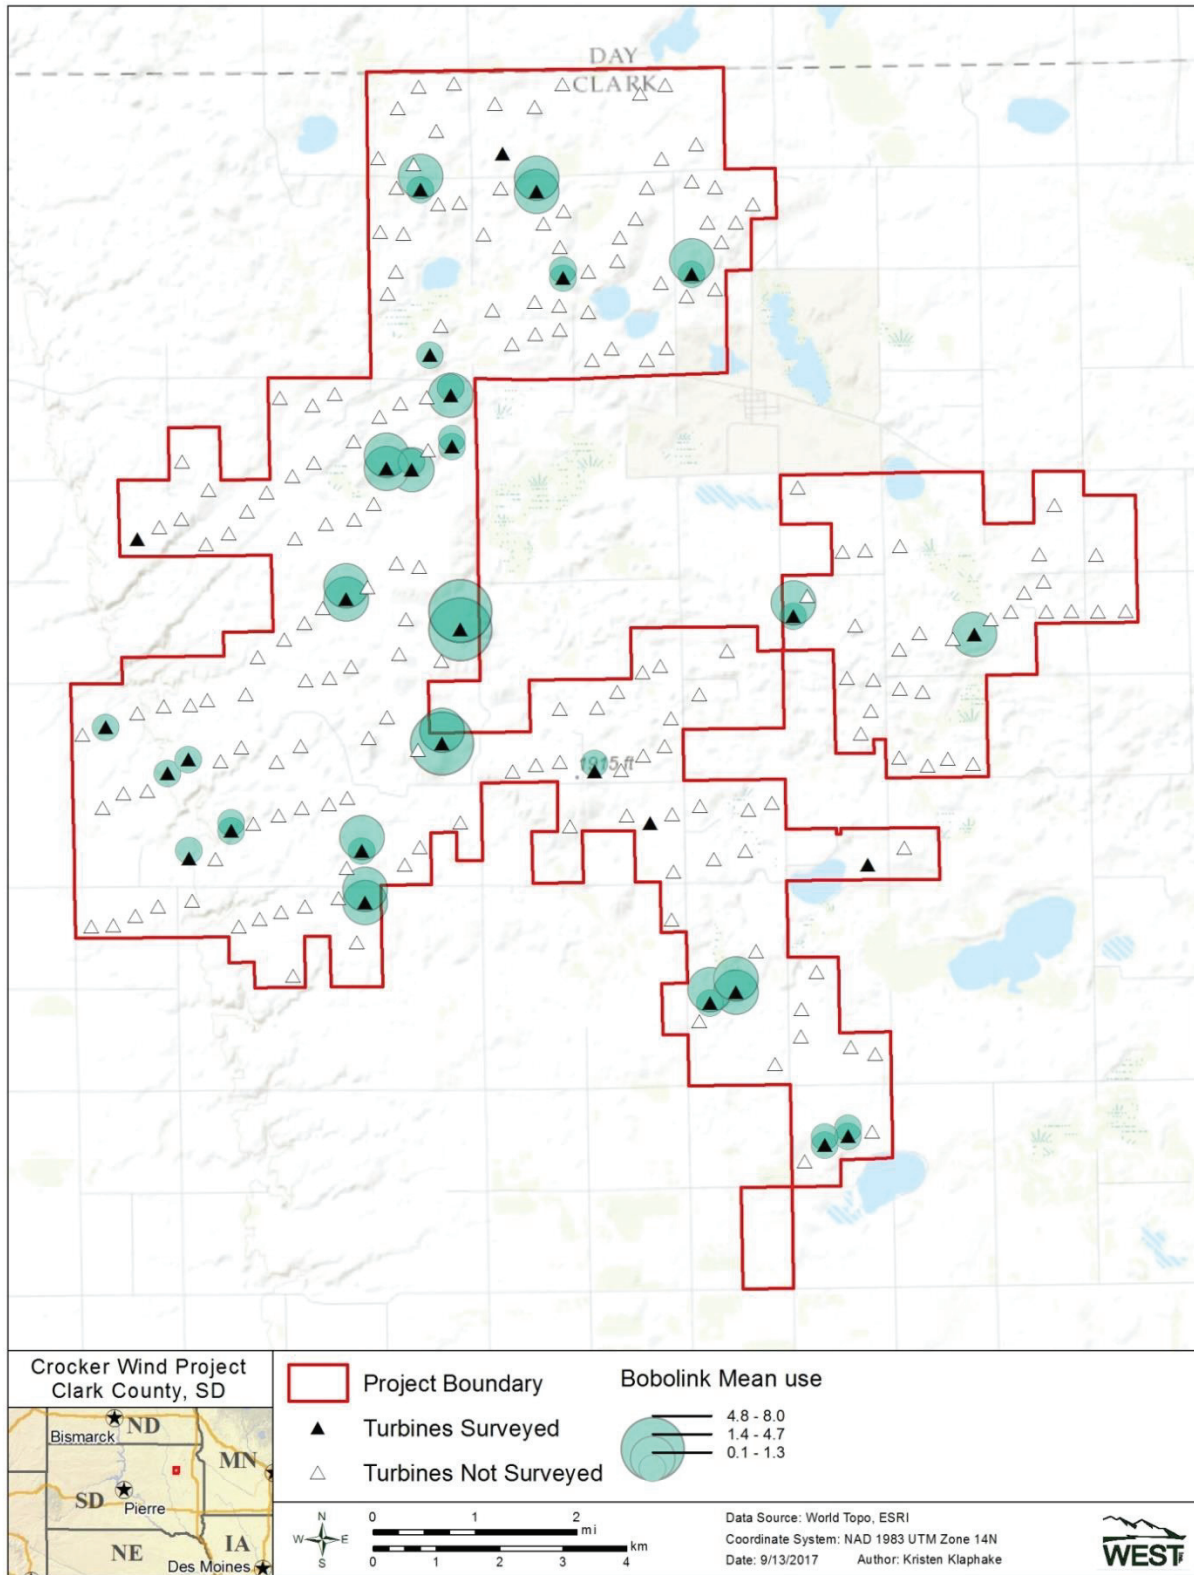 DAY
CLARK
1915 ft
Crocker Wind Project
Clark County, SD
ND
Bismarck
MN
SD
Pierre
NE
IA
Des Moines
Project Boundary
Turbines Surveyed
Turbines Not Surveyed
Bobolink Mean use
4.8 - 8.0
1.4 - 4.7
0.1 - 1.3
N
W E
S
0 1 2
mi
0 1 2 3 4 km
Data Source: World Topo, ESRI
Coordinate System: NAD 1983 UTM Zone 14N
Date: 9/13/2017 Author: Kristen Klaphake
WEST